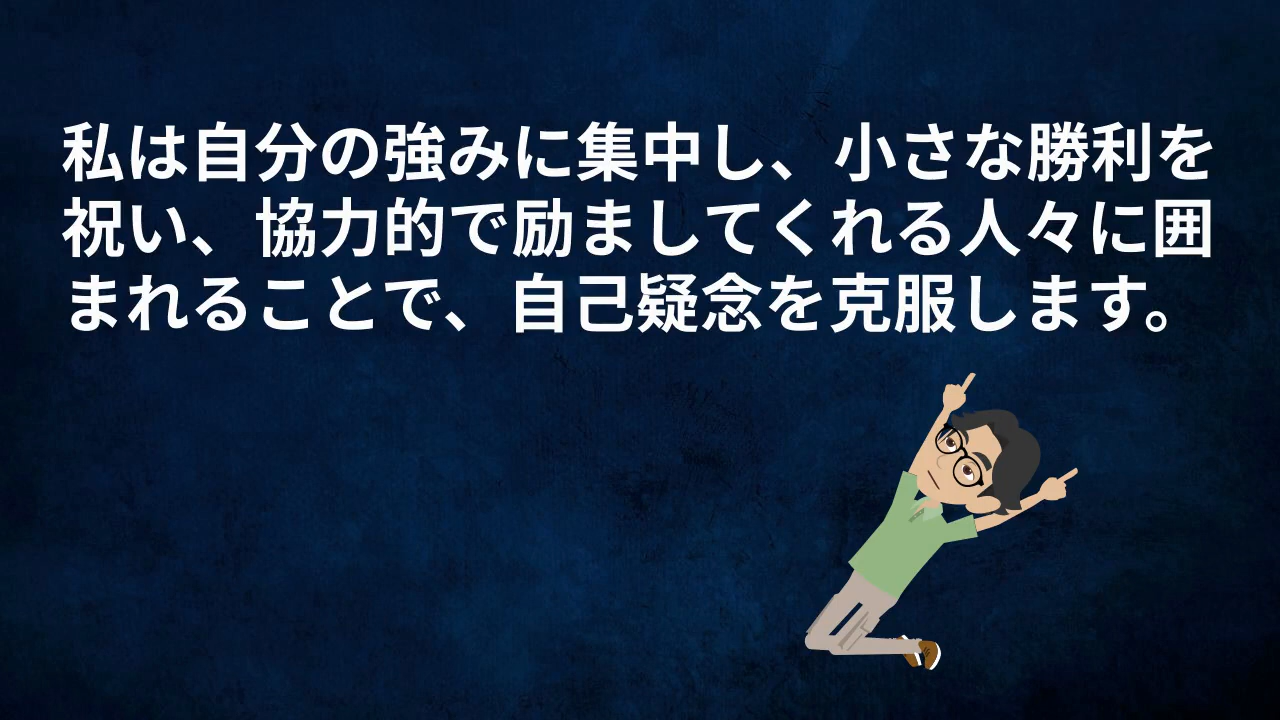 私は自分の強みに集中し、小さな勝利を
祝い、協力的で励ましてくれる人々に囲
まれることで、自己疑念を克服します。